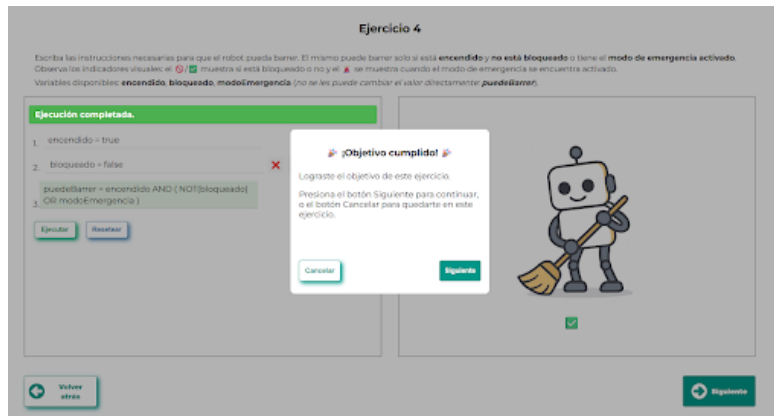 Ejercicio 4
Escriba las instrucciones necesarias para que el robot pueda barrer. El mismo puede barrer solo si está encendido y no está bloqueado o tiene el modo de emergencia activado.
Observa los indicadores visuales: el 🚫/✅ muestra si está bloqueado o no y el 🚨 se muestra cuando el modo de emergencia se encuentra activado.
Variables disponibles: encendido, bloqueado, modoEmergencia (no se les puede cambiar el valor directamente: puedeBarrer).
Ejecución completada.
1. encendido = true
2. bloqueado = false
puedeBarrer = encendido AND ( NOT(bloqueado)
3. OR modoEmergencia )
Ejecutar Resetear
🎉 ¡Objetivo cumplido! 🎉
Lograste el objetivo de este ejercicio.
Presiona el botón Siguiente para continuar,
o el botón Cancelar para quedarte en este
ejercicio.
Cancelar Siguiente
Volver
atrás
Siguiente